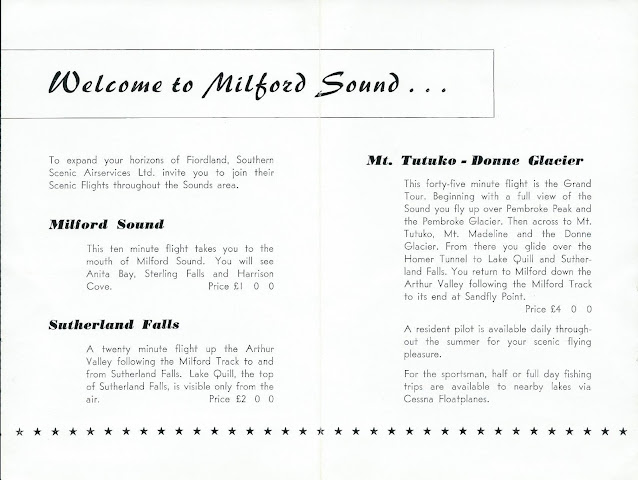 Welcome to Milford Sound . . .
To expand your horizons of Fiordland, Southern
Scenic Airservices Ltd. invite you to join their
Scenic Flights throughout the Sounds area.
Milford Sound
This ten minute flight takes you to the
mouth of Milford Sound. You will see
Anita Bay, Sterling Falls and Harrison
Cove. Price £1 0 0
Sutherland Falls
A twenty minute flight up the Arthur
Valley following the Milford Track to and
from Sutherland Falls. Lake Quill, the top
of Sutherland Falls, is visible only from the
air. Price £2 0 0
Mt. Tutuko - Donne Glacier
This forty-five minute flight is the Grand
Tour. Beginning with a full view of the
Sound you fly up over Pembroke Peak and
the Pembroke Glacier. Then across to Mt.
Tutuko, Mt. Madeline and the Donne
Glacier. From there you glide over the
Homer Tunnel to Lake Quill and Suther-
land Falls. You return to Milford down the
Arthur Valley following the Milford Track
to its end at Sandfly Point.
Price £4 0 0
A resident pilot is available daily through-
out the summer for your scenic flying
pleasure.
For the sportsman, half or full day fishing
trips are available to nearby lakes via
Cessna Floatplanes.